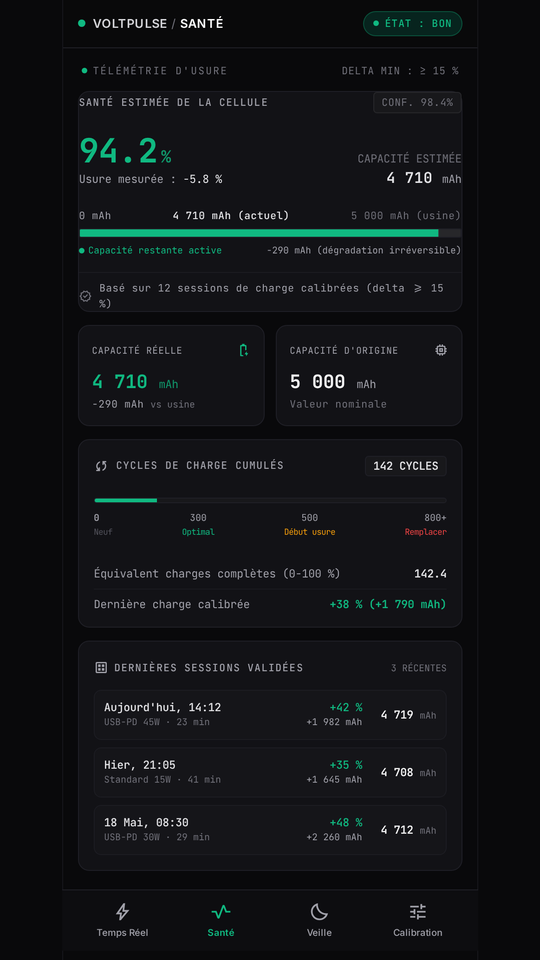 VOLTPULSE / SANTÉ
ÉTAT : BON
TÉLÉMÉTRIE D'USURE
DELTA MIN : ≥ 15 %
SANTÉ ESTIMÉE DE LA CELLULE
CONF. 98.4%
94.2%
Usure mesurée : -5.8 %
CAPACITÉ ESTIMÉE
4 710 mAh
0 mAh
4 710 mAh (actuel)
5 000 mAh (usine)
Capacité restante active
-290 mAh (dégradation irréversible)
Basé sur 12 sessions de charge calibrées (delta ≥ 15
%)
CAPACITÉ RÉELLE
4 710 mAh
-290 mAh vs usine
CAPACITÉ D'ORIGINE
5 000 mAh
Valeur nominale
CYCLES DE CHARGE CUMULÉS
142 CYCLES
0
Neuf
300
Optimal
500
Début usure
800+
Remplacer
Équivalent charges complètes (0-100 %)
142.4
Dernière charge calibrée
+38 % (+1 790 mAh)
DERNIÈRES SESSIONS VALIDÉES
3 RÉCENTES
Aujourd'hui, 14:12
USB-PD 45W · 23 min
+42 %
+1 982 mAh
4 719 mAh
Hier, 21:05
Standard 15W · 41 min
+35 %
+1 645 mAh
4 708 mAh
18 Mai, 08:30
USB-PD 30W · 29 min
+48 %
+2 260 mAh
4 712 mAh
Temps Réel
Santé
Veille
Calibration